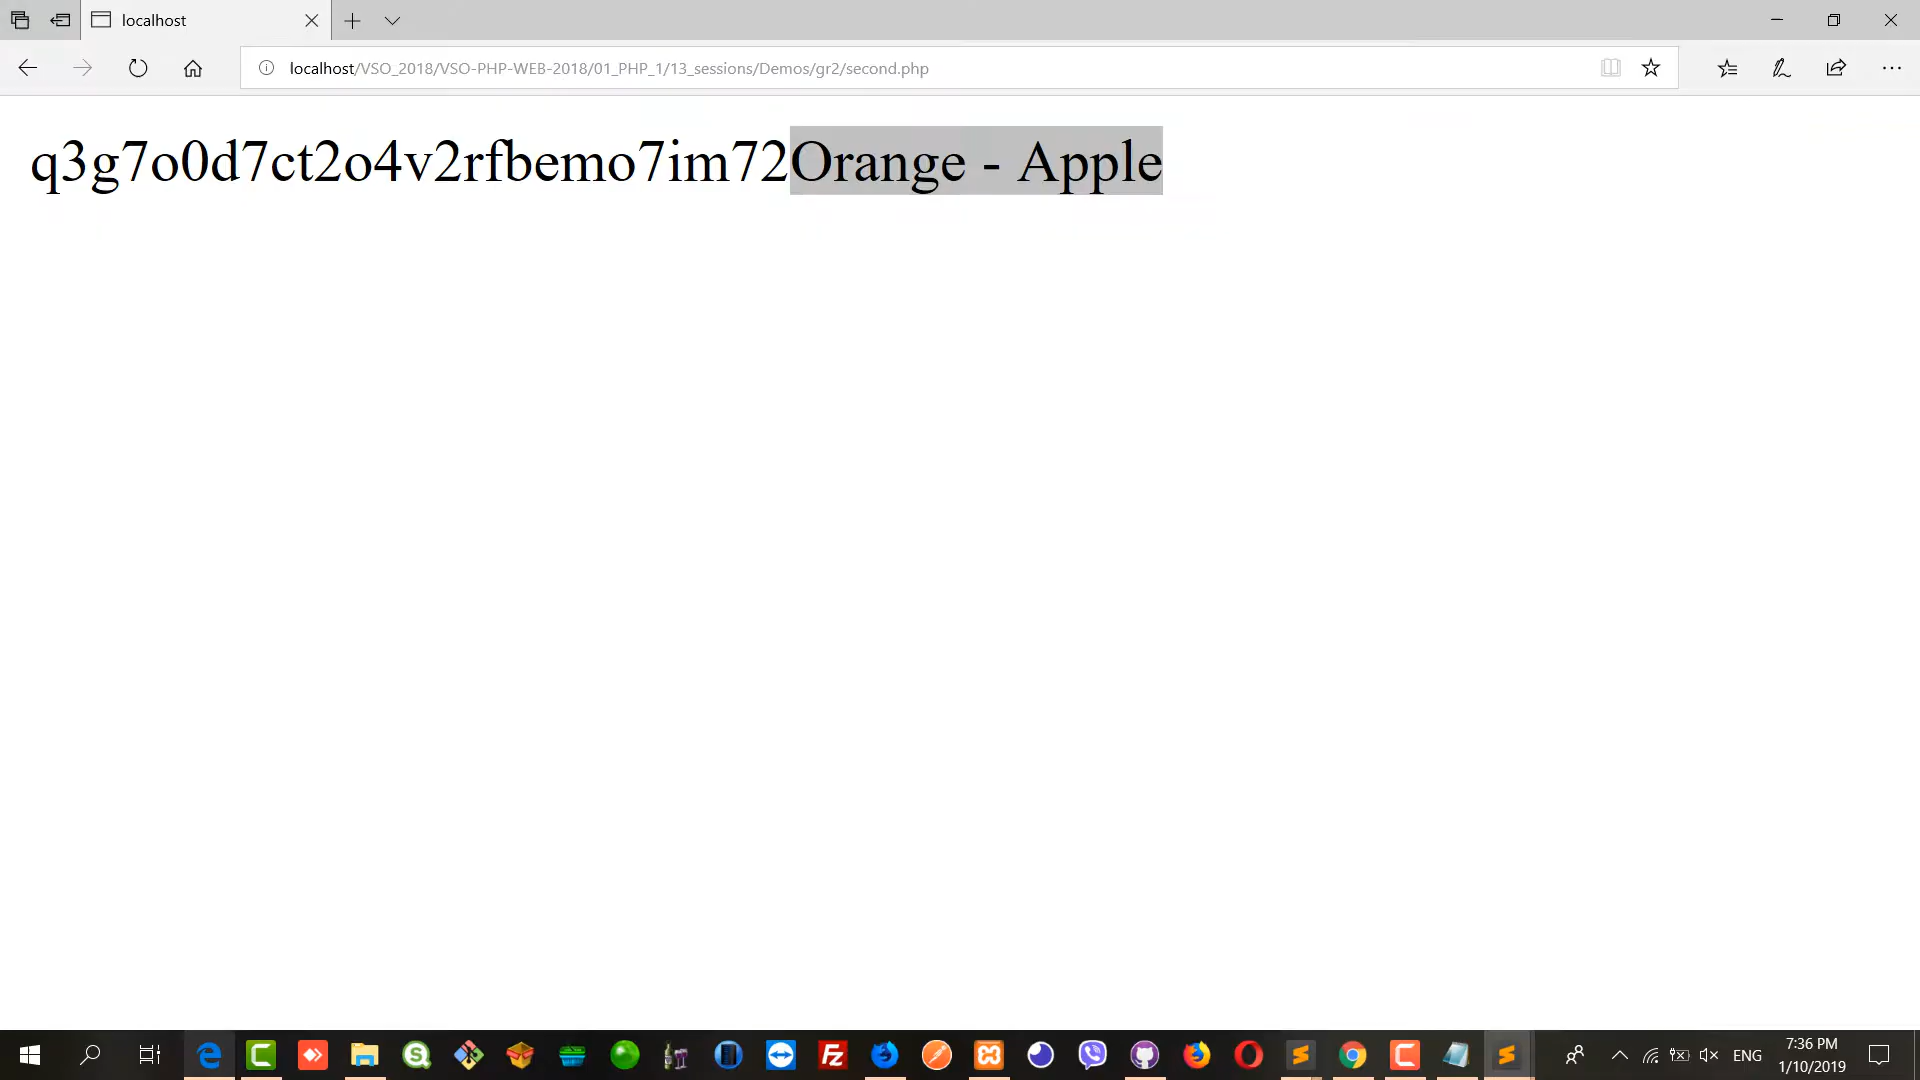 localhost
localhost/VSO_2018/VSO-PHP-WEB-2018/01_PHP_1/13_sessions/Demos/gr2/second.php
q3g7o0d7ct2o4v2rfbemo7im72Orange - Apple
ENG
7:36 PM
1/10/2019